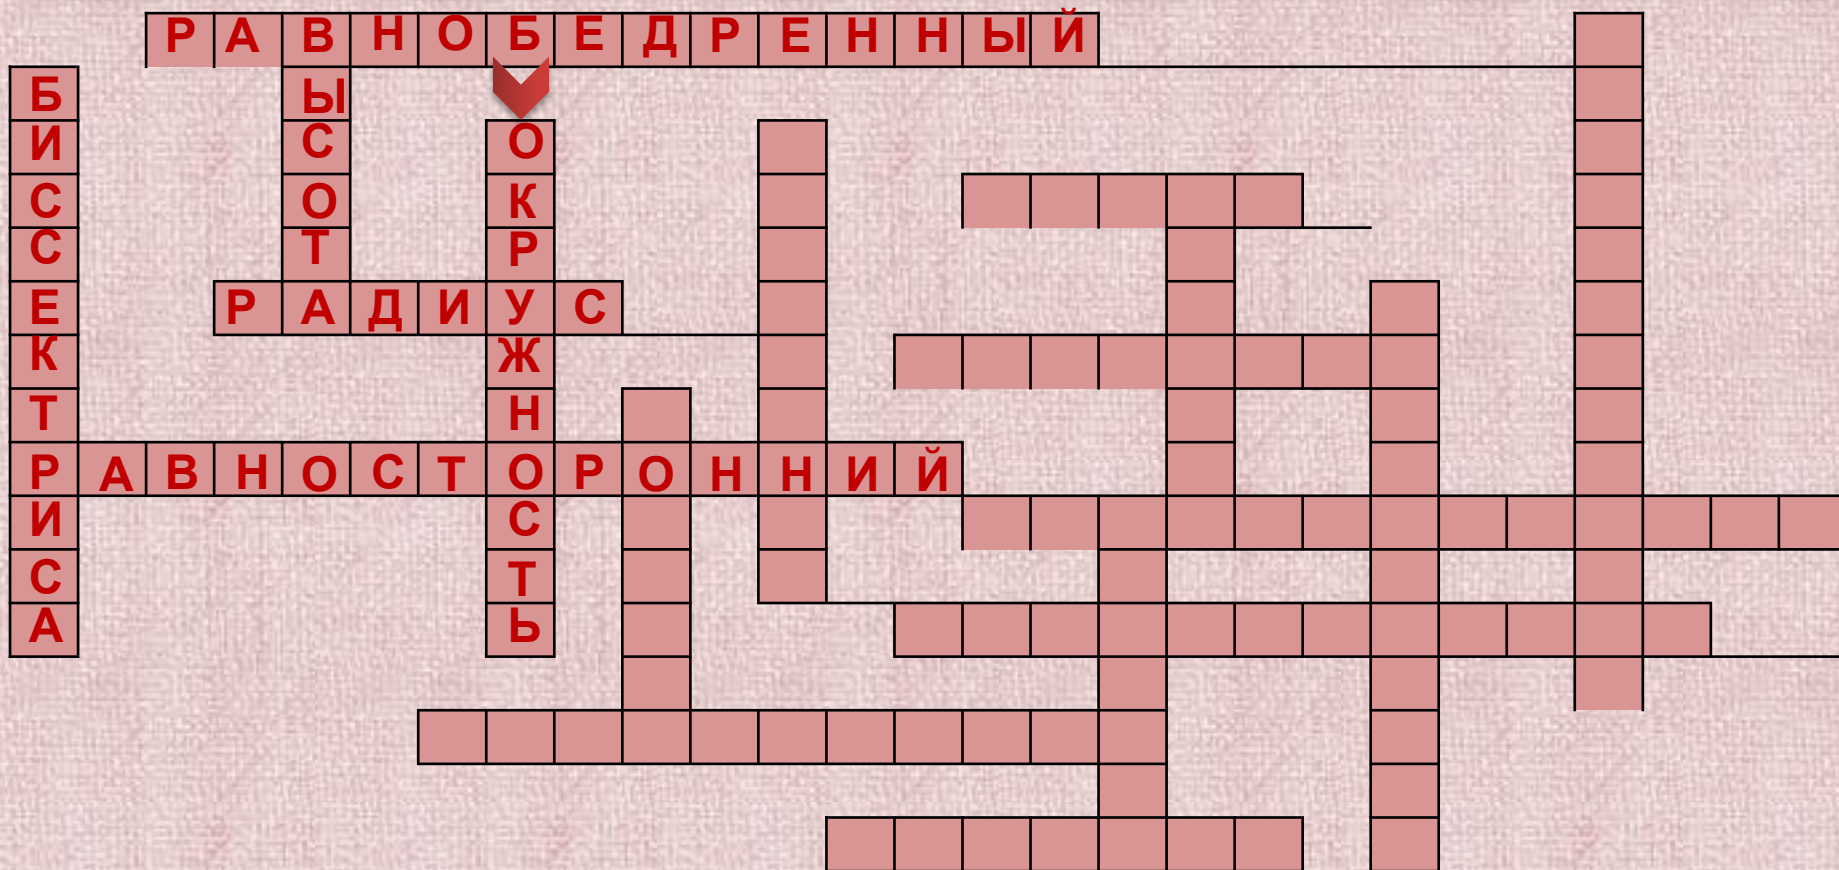 РАВНОБЕДРЕННЫЙ
БИССЕКТРИСА
ВЫСОТА
ОКРУЖНОСТЬ
РАДИУС
РАВНОСТОРОННИЙ